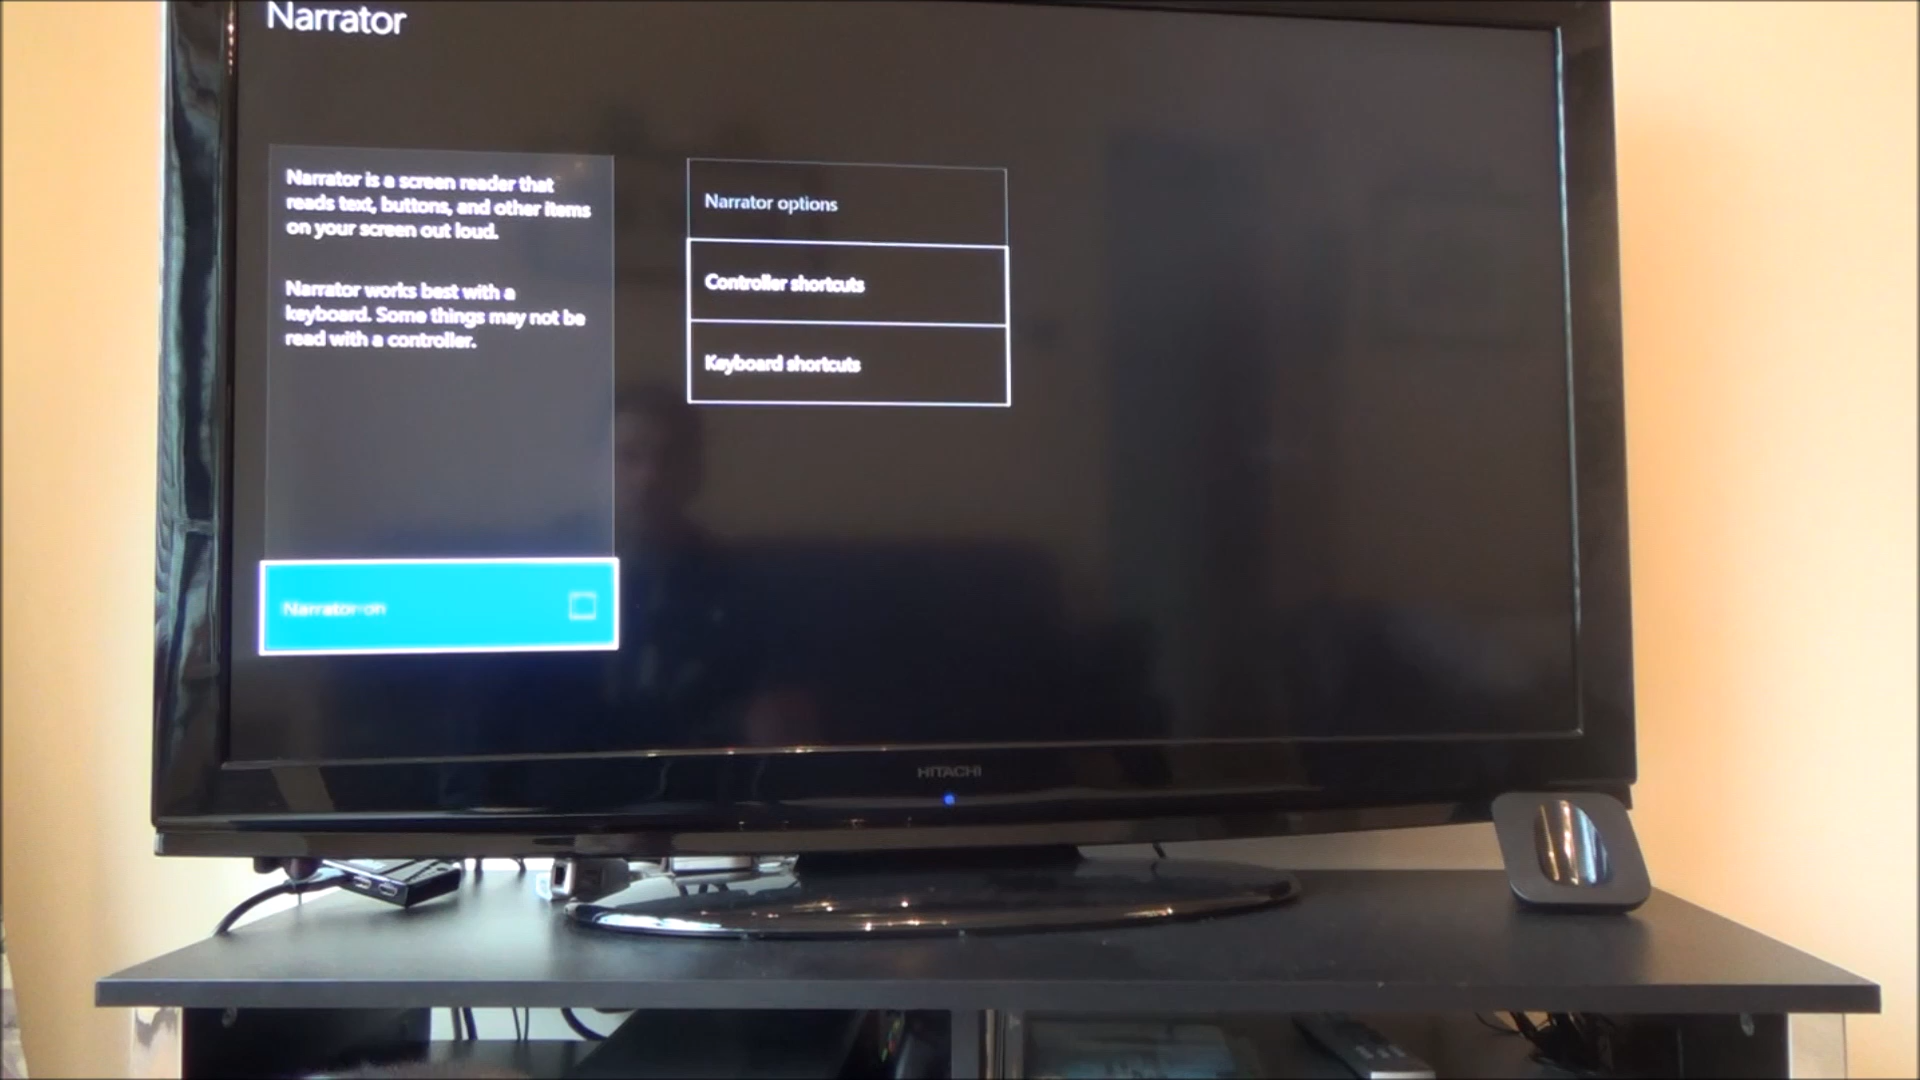 Narrator
Narrator is a screen reader that
reads text, buttons, and other items
on your screen out loud.
Narrator works best with a
keyboard. Some things may not be
read with a controller.
Narrator on
Narrator options
Controller shortcuts
Keyboard shortcuts
HITACHI